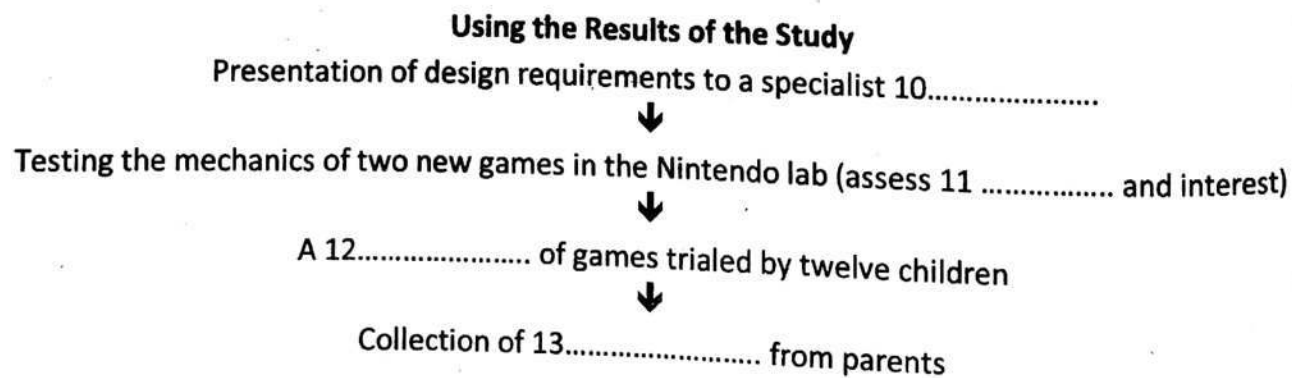 Using the Results of the Study
Presentation of design requirements to a specialist 10........................
Testing the mechanics of two new games in the Nintendo lab (assess 11 .................. and interest)
A 12........................ of games trialed by twelve children
Collection of 13........................... from parents